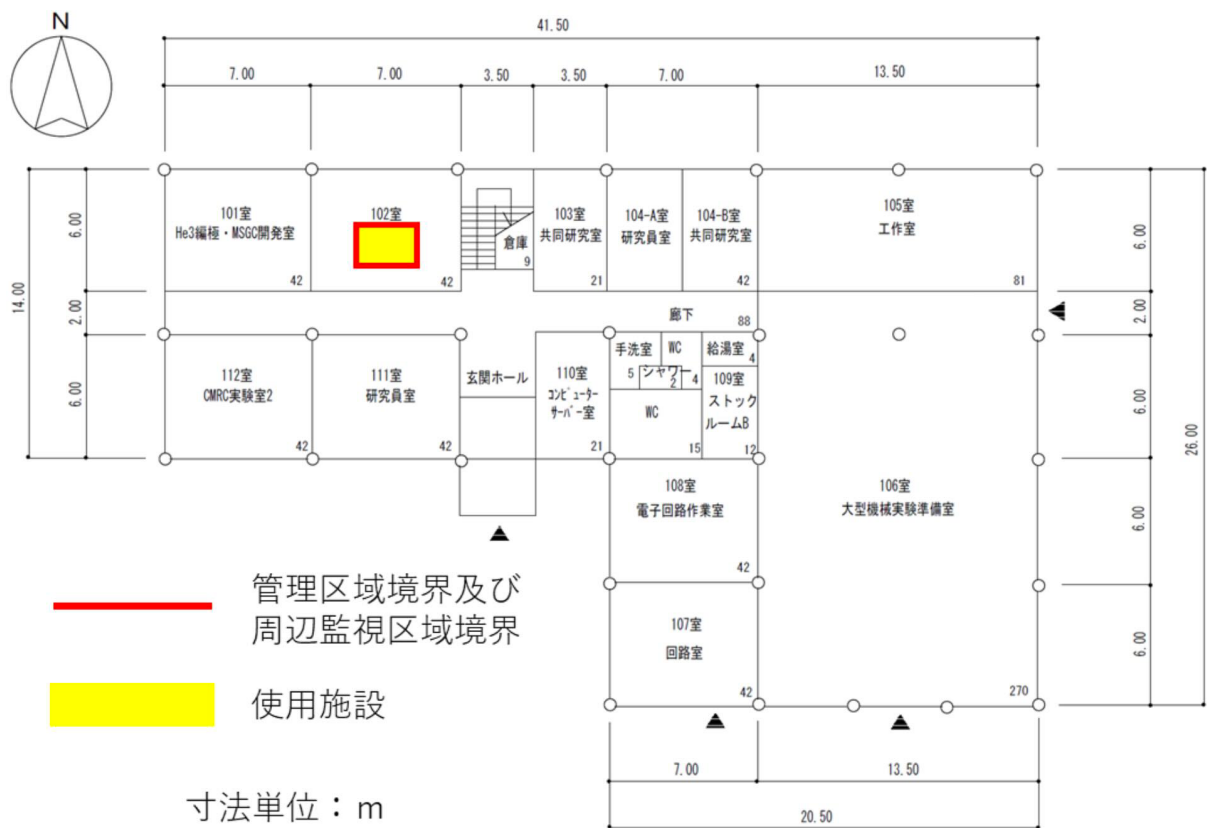 N
41.50
7.00
7.00
3.50
3.50
7.00
13.50
14.00
6.00
2.00
6.00
101室
He3編極・MSGC開発室
42
102室
42
倉庫
9
103室
共同研究室
21
104-A室
研究員室
104-B室
共同研究室
42
105室
工作室
81
6.00
2.00
6.00
6.00
6.00
26.00
廊下
88
112室
CMRC実験室2
42
111室
研究員室
42
玄関ホール
110室
コンピューター
サーバー室
21
手洗室
5
WC
シャワー
2
4
給湯室
4
WC
15
109室
ストック
ルームB
12
108室
電子回路作業室
42
106室
大型機械実験準備室
270
107室
回路室
42
管理区域境界及び
周辺監視区域境界
使用施設
7.00
13.50
20.50
寸法単位：m